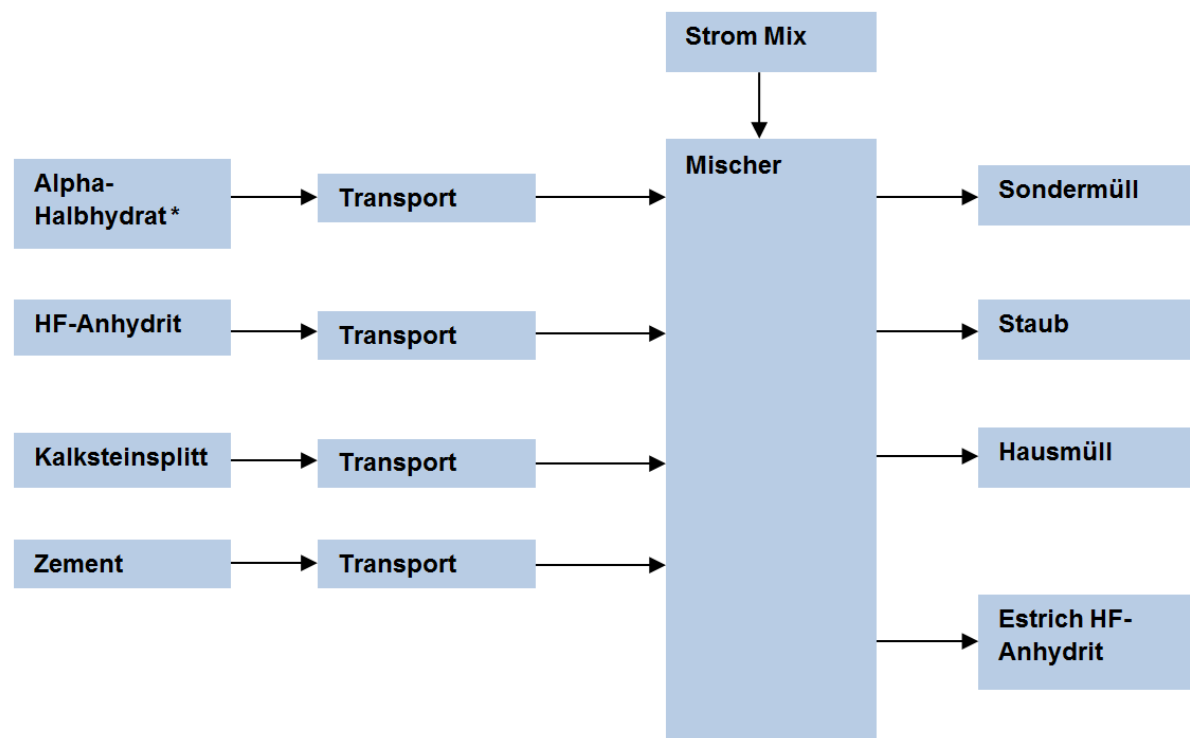 Strom Mix
Mischer
Alpha-
Halbhydrat *
Transport
Sondermüll
HF-Anhydrit
Transport
Staub
Kalksteinsplitt
Transport
Hausmüll
Zement
Transport
Estrich HF-
Anhydrit